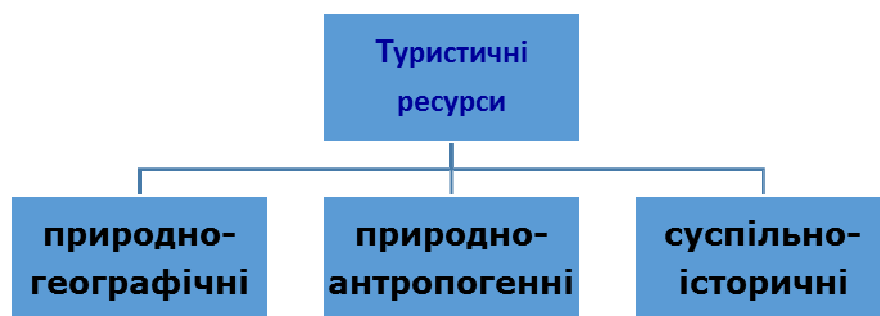 Туристичні
ресурси
природно-
географічні
природно-
антропогенні
суспільно-
історичні